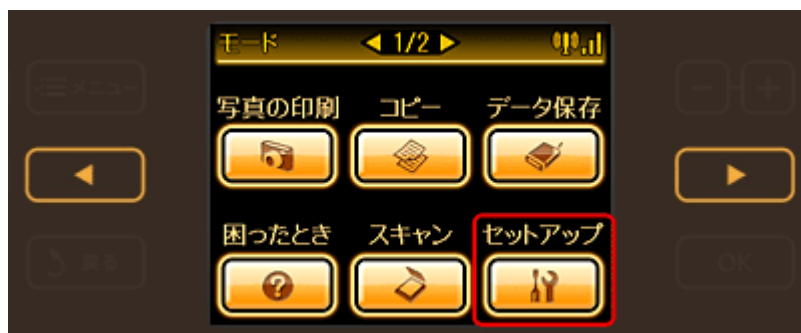 モード ◀ 1/2 ▶
メニュー
- +
写真の印刷 コピー データ保存
◀ ▶
困ったとき スキャン セットアップ
戻る
OK